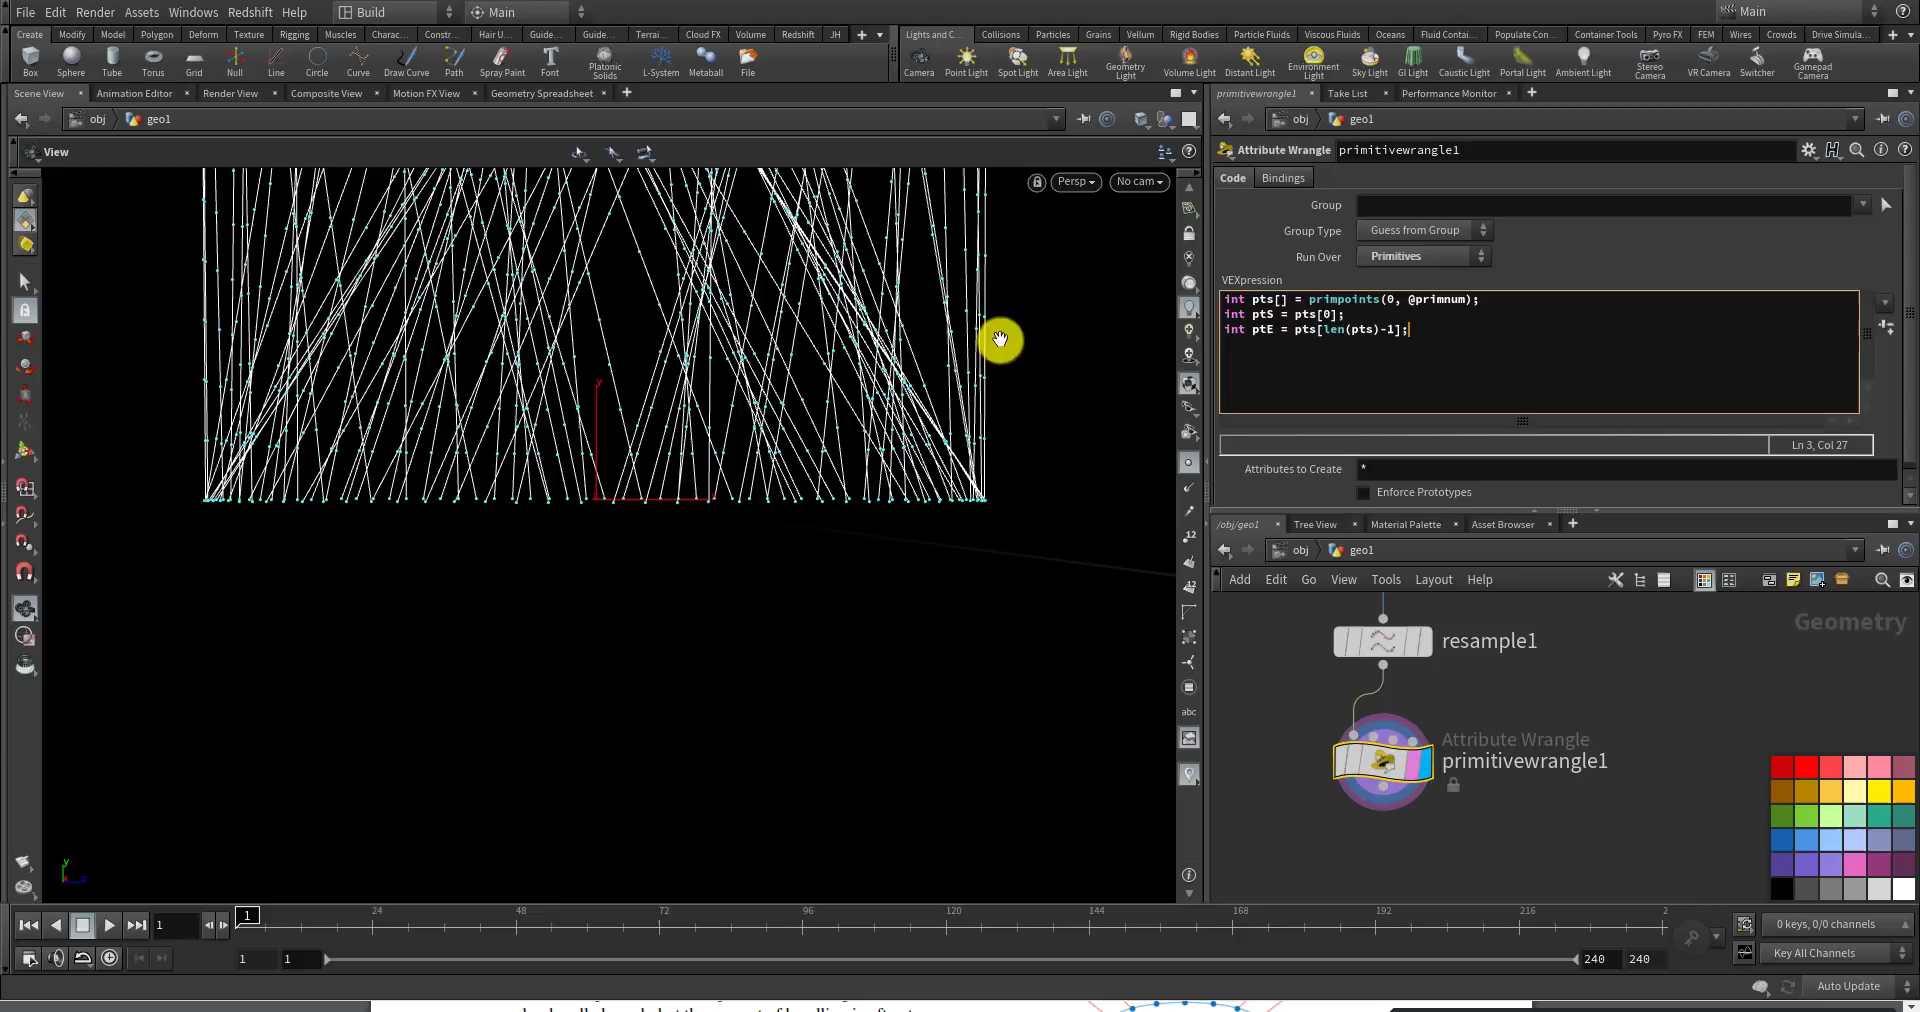 File Edit Render Assets Windows Redshift Help Build Main Main
Create Modify Model Polygon Deform Texture Rigging Muscles Charac... Constr... Hair U... Guide... Guide... Terrai... Cloud FX Volume Redshift JH
Lights and C... Collisions Particles Grains Vellum Rigid Bodies Particle Fluids Viscous Fluids Oceans Fluid Contai... Populate Con... Container Tools Pyro FX FEM Wires Crowds Drive Simula...
Box Sphere Tube Torus Grid Null Line Circle Curve Draw Curve Path Spray Paint Font Platonic Solids L-System Metaball File
Camera Point Light Spot Light Area Light Geometry Light Volume Light Distant Light Environment Light Sky Light GI Light Caustic Light Portal Light Ambient Light Stereo Camera VR Camera Switcher Gamepad Camera
Scene View Animation Editor Render View Composite View Motion FX View Geometry Spreadsheet
obj geo1
View
Persp No cam
primitivewrangle1 Take List Performance Monitor
obj geo1
Attribute Wrangle primitivewrangle1
Code Bindings
Group
Group Type Guess from Group
Run Over Primitives
VEXpression
int pts[] = primpoints(0, @primnum);
int ptS = pts[0];
int ptE = pts[len(pts)-1];
Ln 3, Col 27
Attributes to Create *
Enforce Prototypes
/obj/geo1 Tree View Material Palette Asset Browser
obj geo1
Add Edit Go View Tools Layout Help
Geometry
resample1
Attribute Wrangle
primitivewrangle1
y
12
12
abc
y
z
1 1 24 48 72 96 120 144 168 192 216 2
0 keys, 0/0 channels
1 1 240 240
Key All Channels
Auto Update